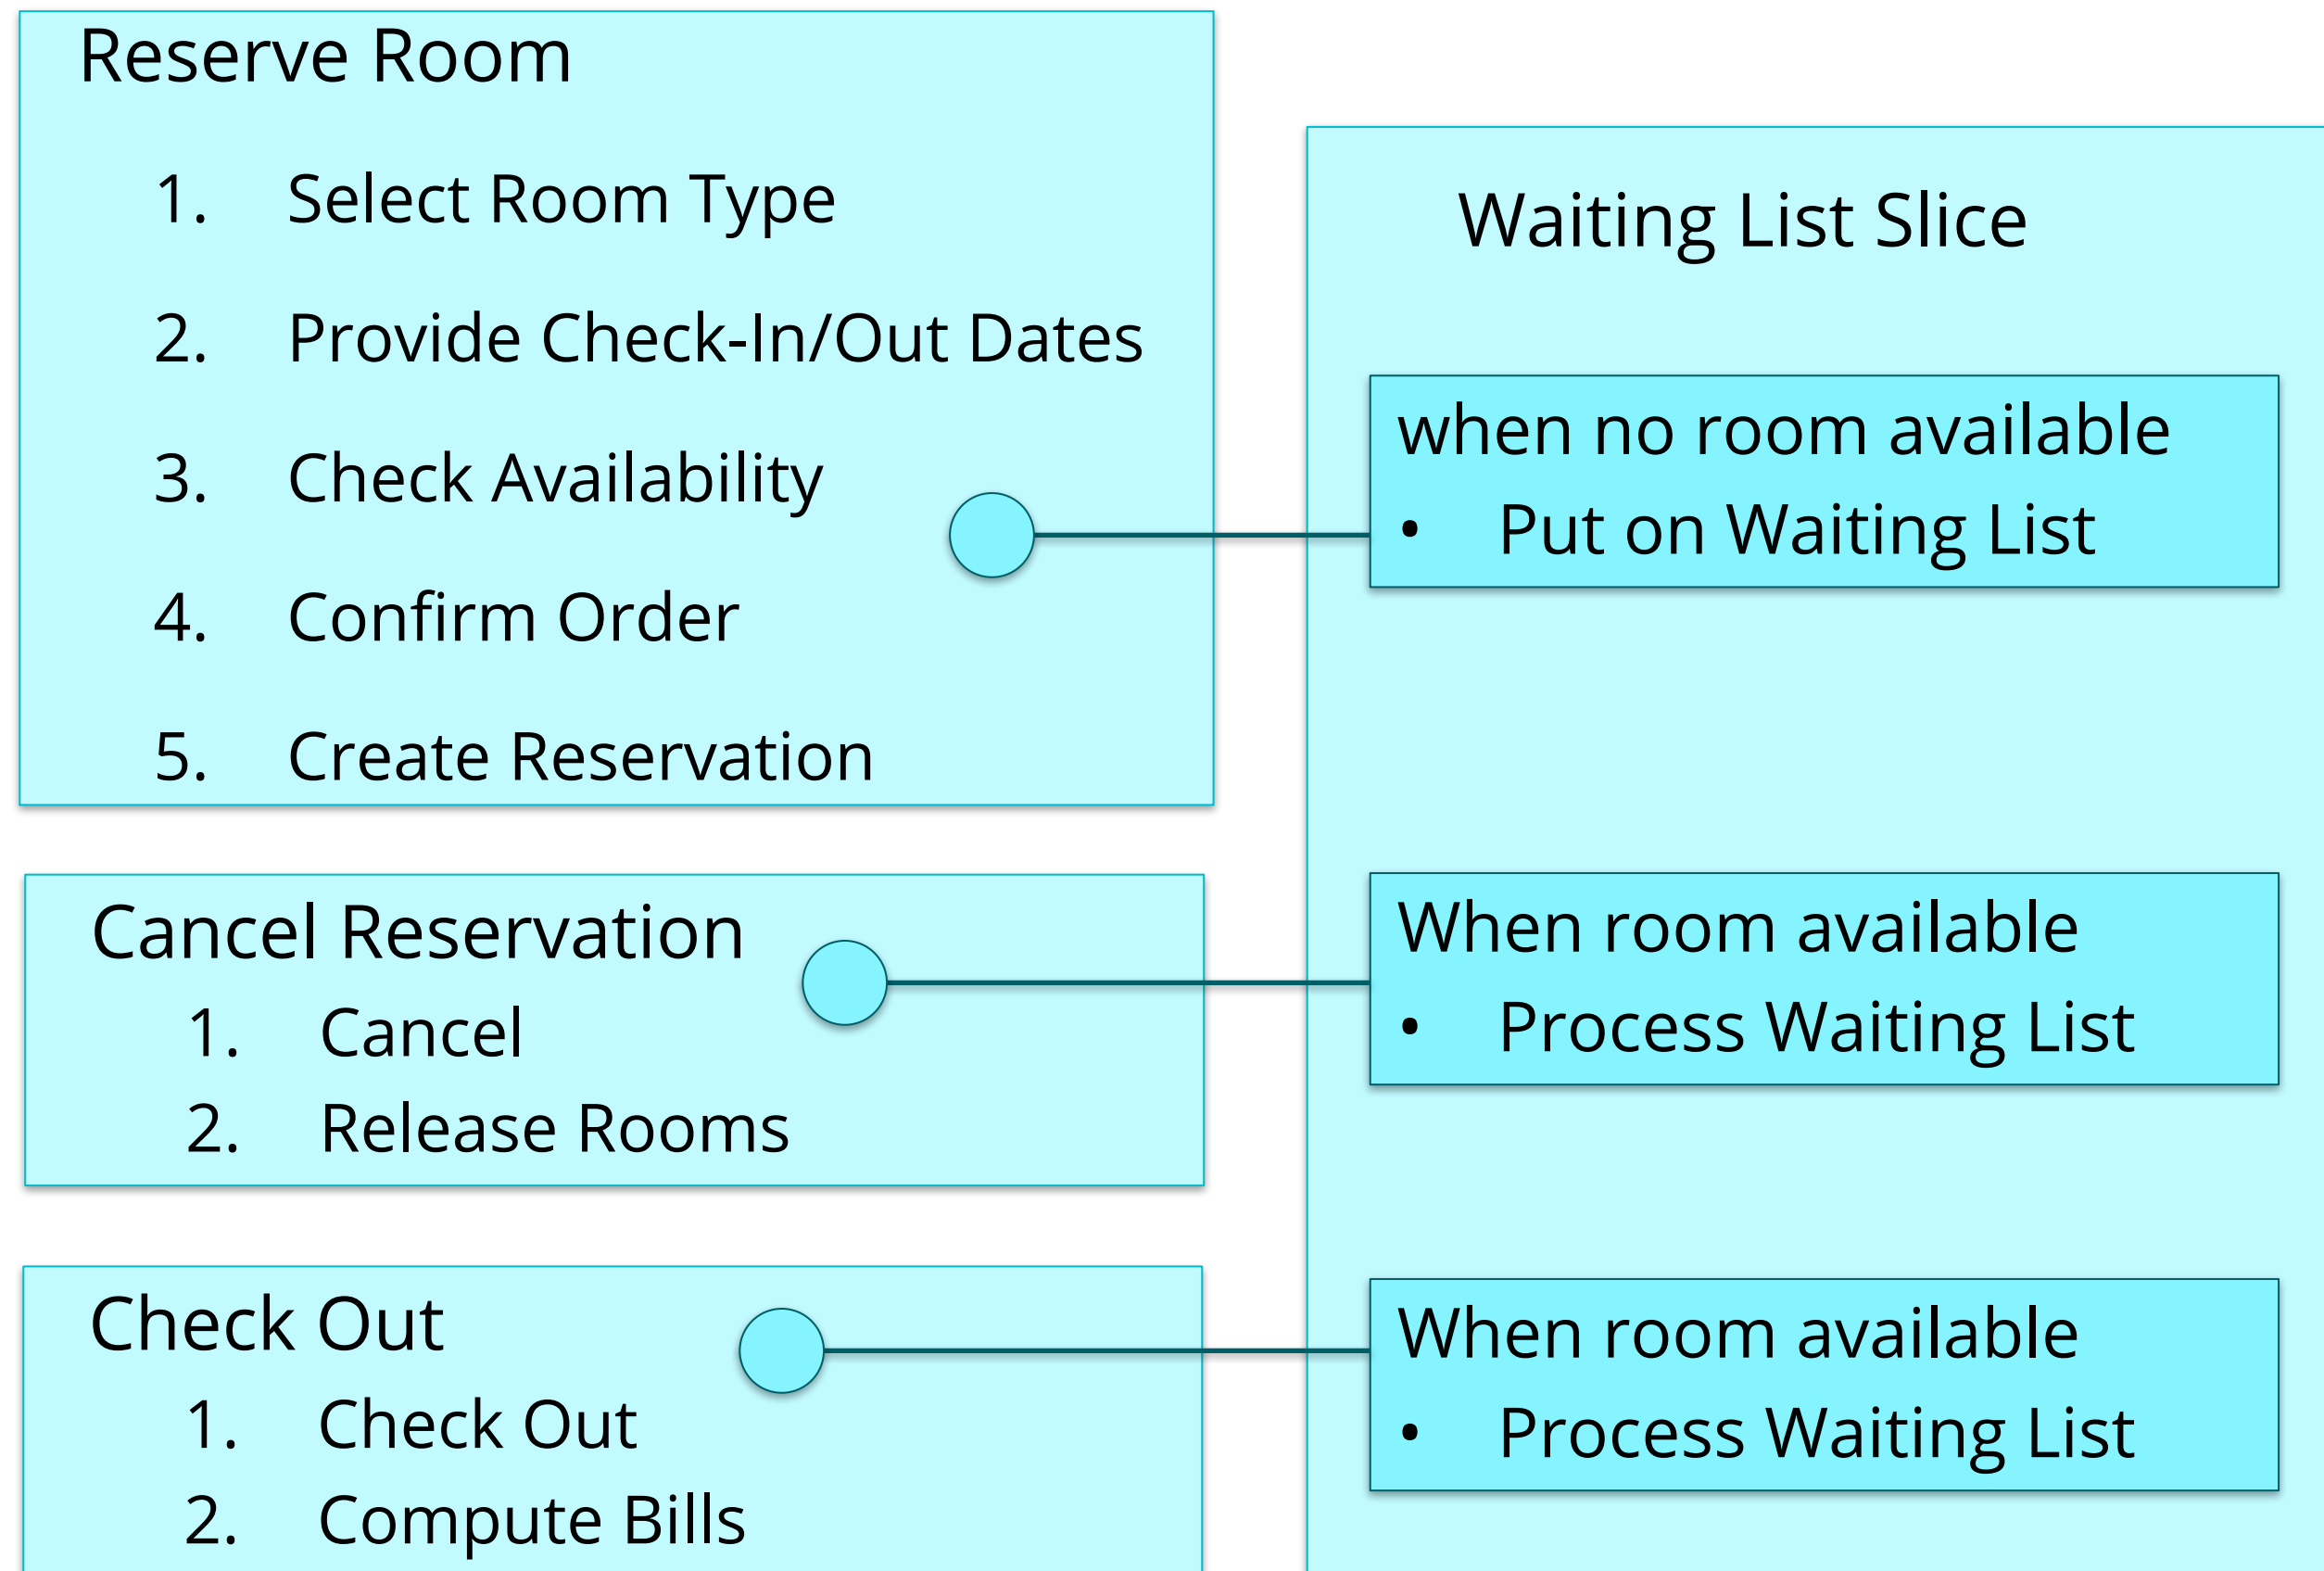 Reserve Room
1. Select Room Type
2. Provide Check-In/Out Dates
3. Check Availability
4. Confirm Order
5. Create Reservation
Cancel Reservation
1. Cancel
2. Release Rooms
Check Out
1. Check Out
2. Compute Bills
Waiting List Slice
when no room available
• Put on Waiting List
When room available
• Process Waiting List
When room available
• Process Waiting List